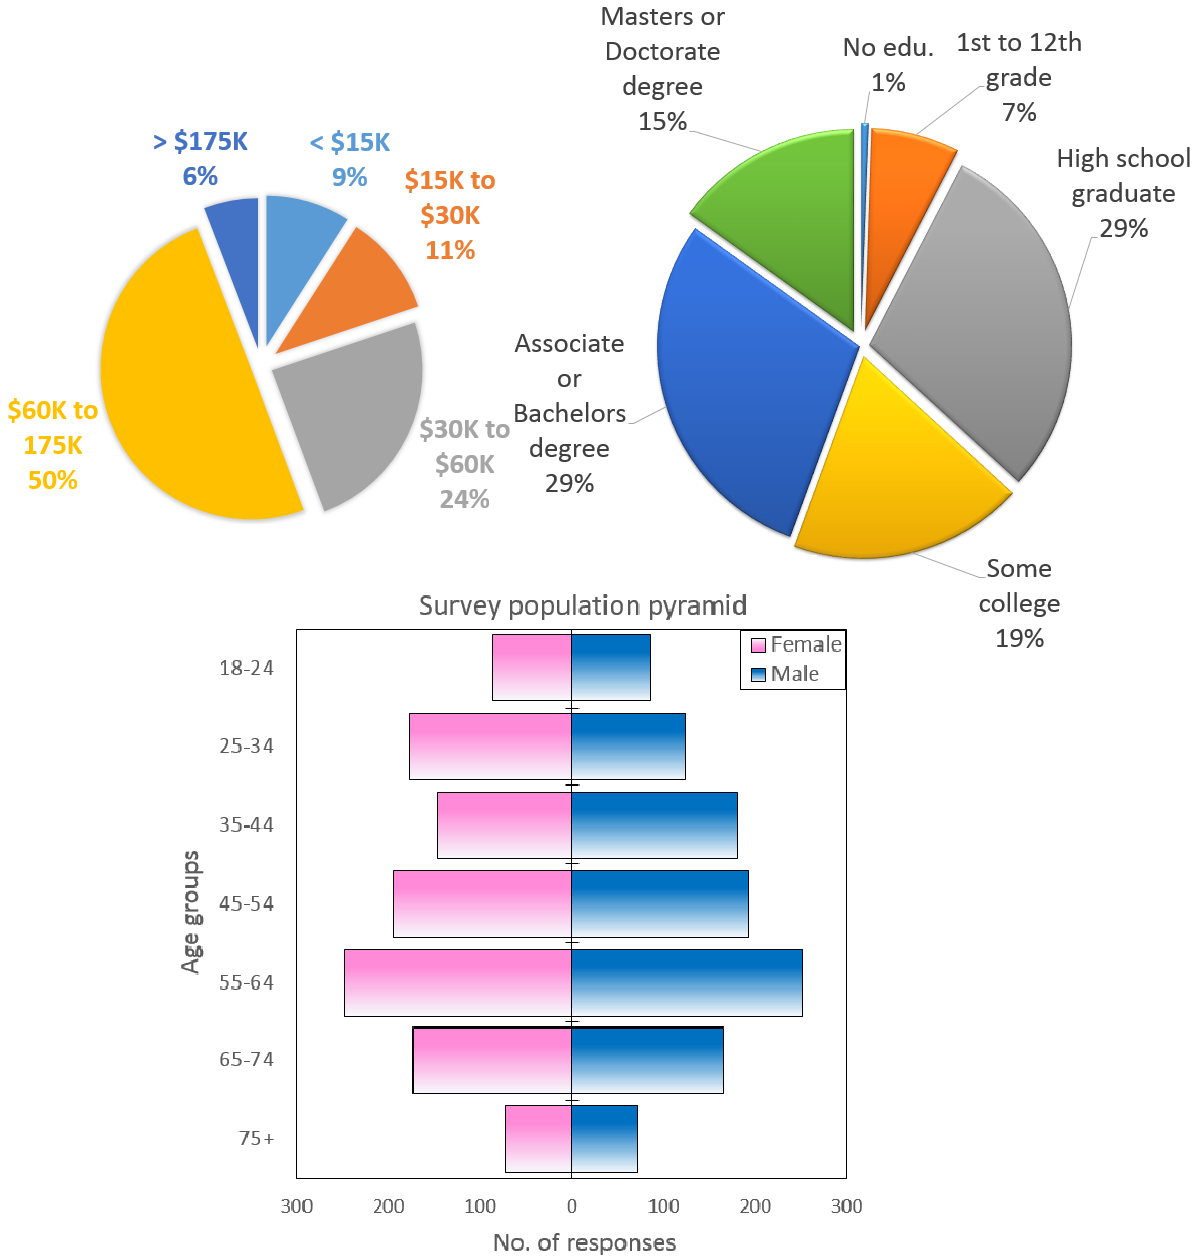 > $175K
6%
< $15K
9%
$15K to
$30K
11%
$30K to
$60K
24%
$60K to
175K
50%
Masters or
Doctorate
degree
15%
No edu.
1%
1st to 12th
grade
7%
High school
graduate
29%
Some
college
19%
Associate
or
Bachelors
degree
29%
Survey population pyramid
Female
Male
Age groups
18-24
25-34
35-44
45-54
55-64
65-74
75+
300 200 100 0 100 200 300
No. of responses